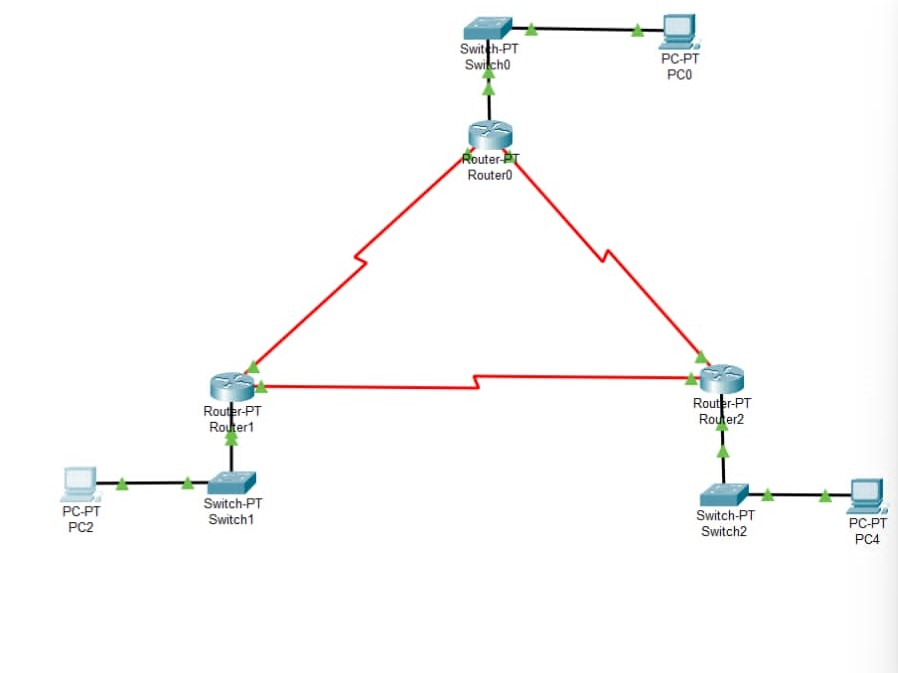 Switch-PT
Switch0
PC-PT
PC0
Router-PT
Router0
Router-PT
Router1
Router-PT
Router2
PC-PT
PC2
Switch-PT
Switch1
Switch-PT
Switch2
PC-PT
PC4